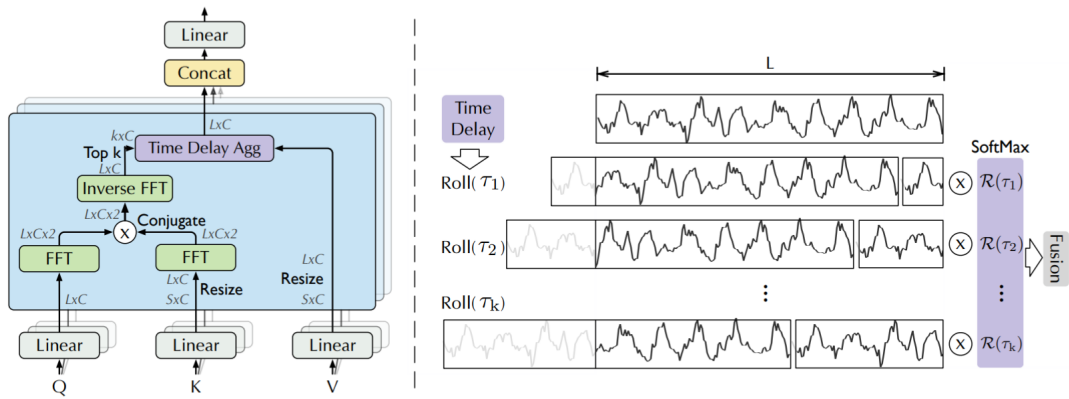 Linear
Concat
LxC
kxC
Time Delay Agg
Top k
LxC
Inverse FFT
LxCx2
Conjugate
X
LxCx2
LxCx2
FFT
FFT
LxC
LxC
Resize
Resize
LxC
SxC
SxC
Linear
Linear
Linear
Q
K
V
L
Time
Delay
SoftMax
Roll(τ₁)
X
R(τ₁)
Roll(τ₂)
X
R(τ₂)
Fusion
...
⋮
Roll(τₖ)
X
R(τₖ)